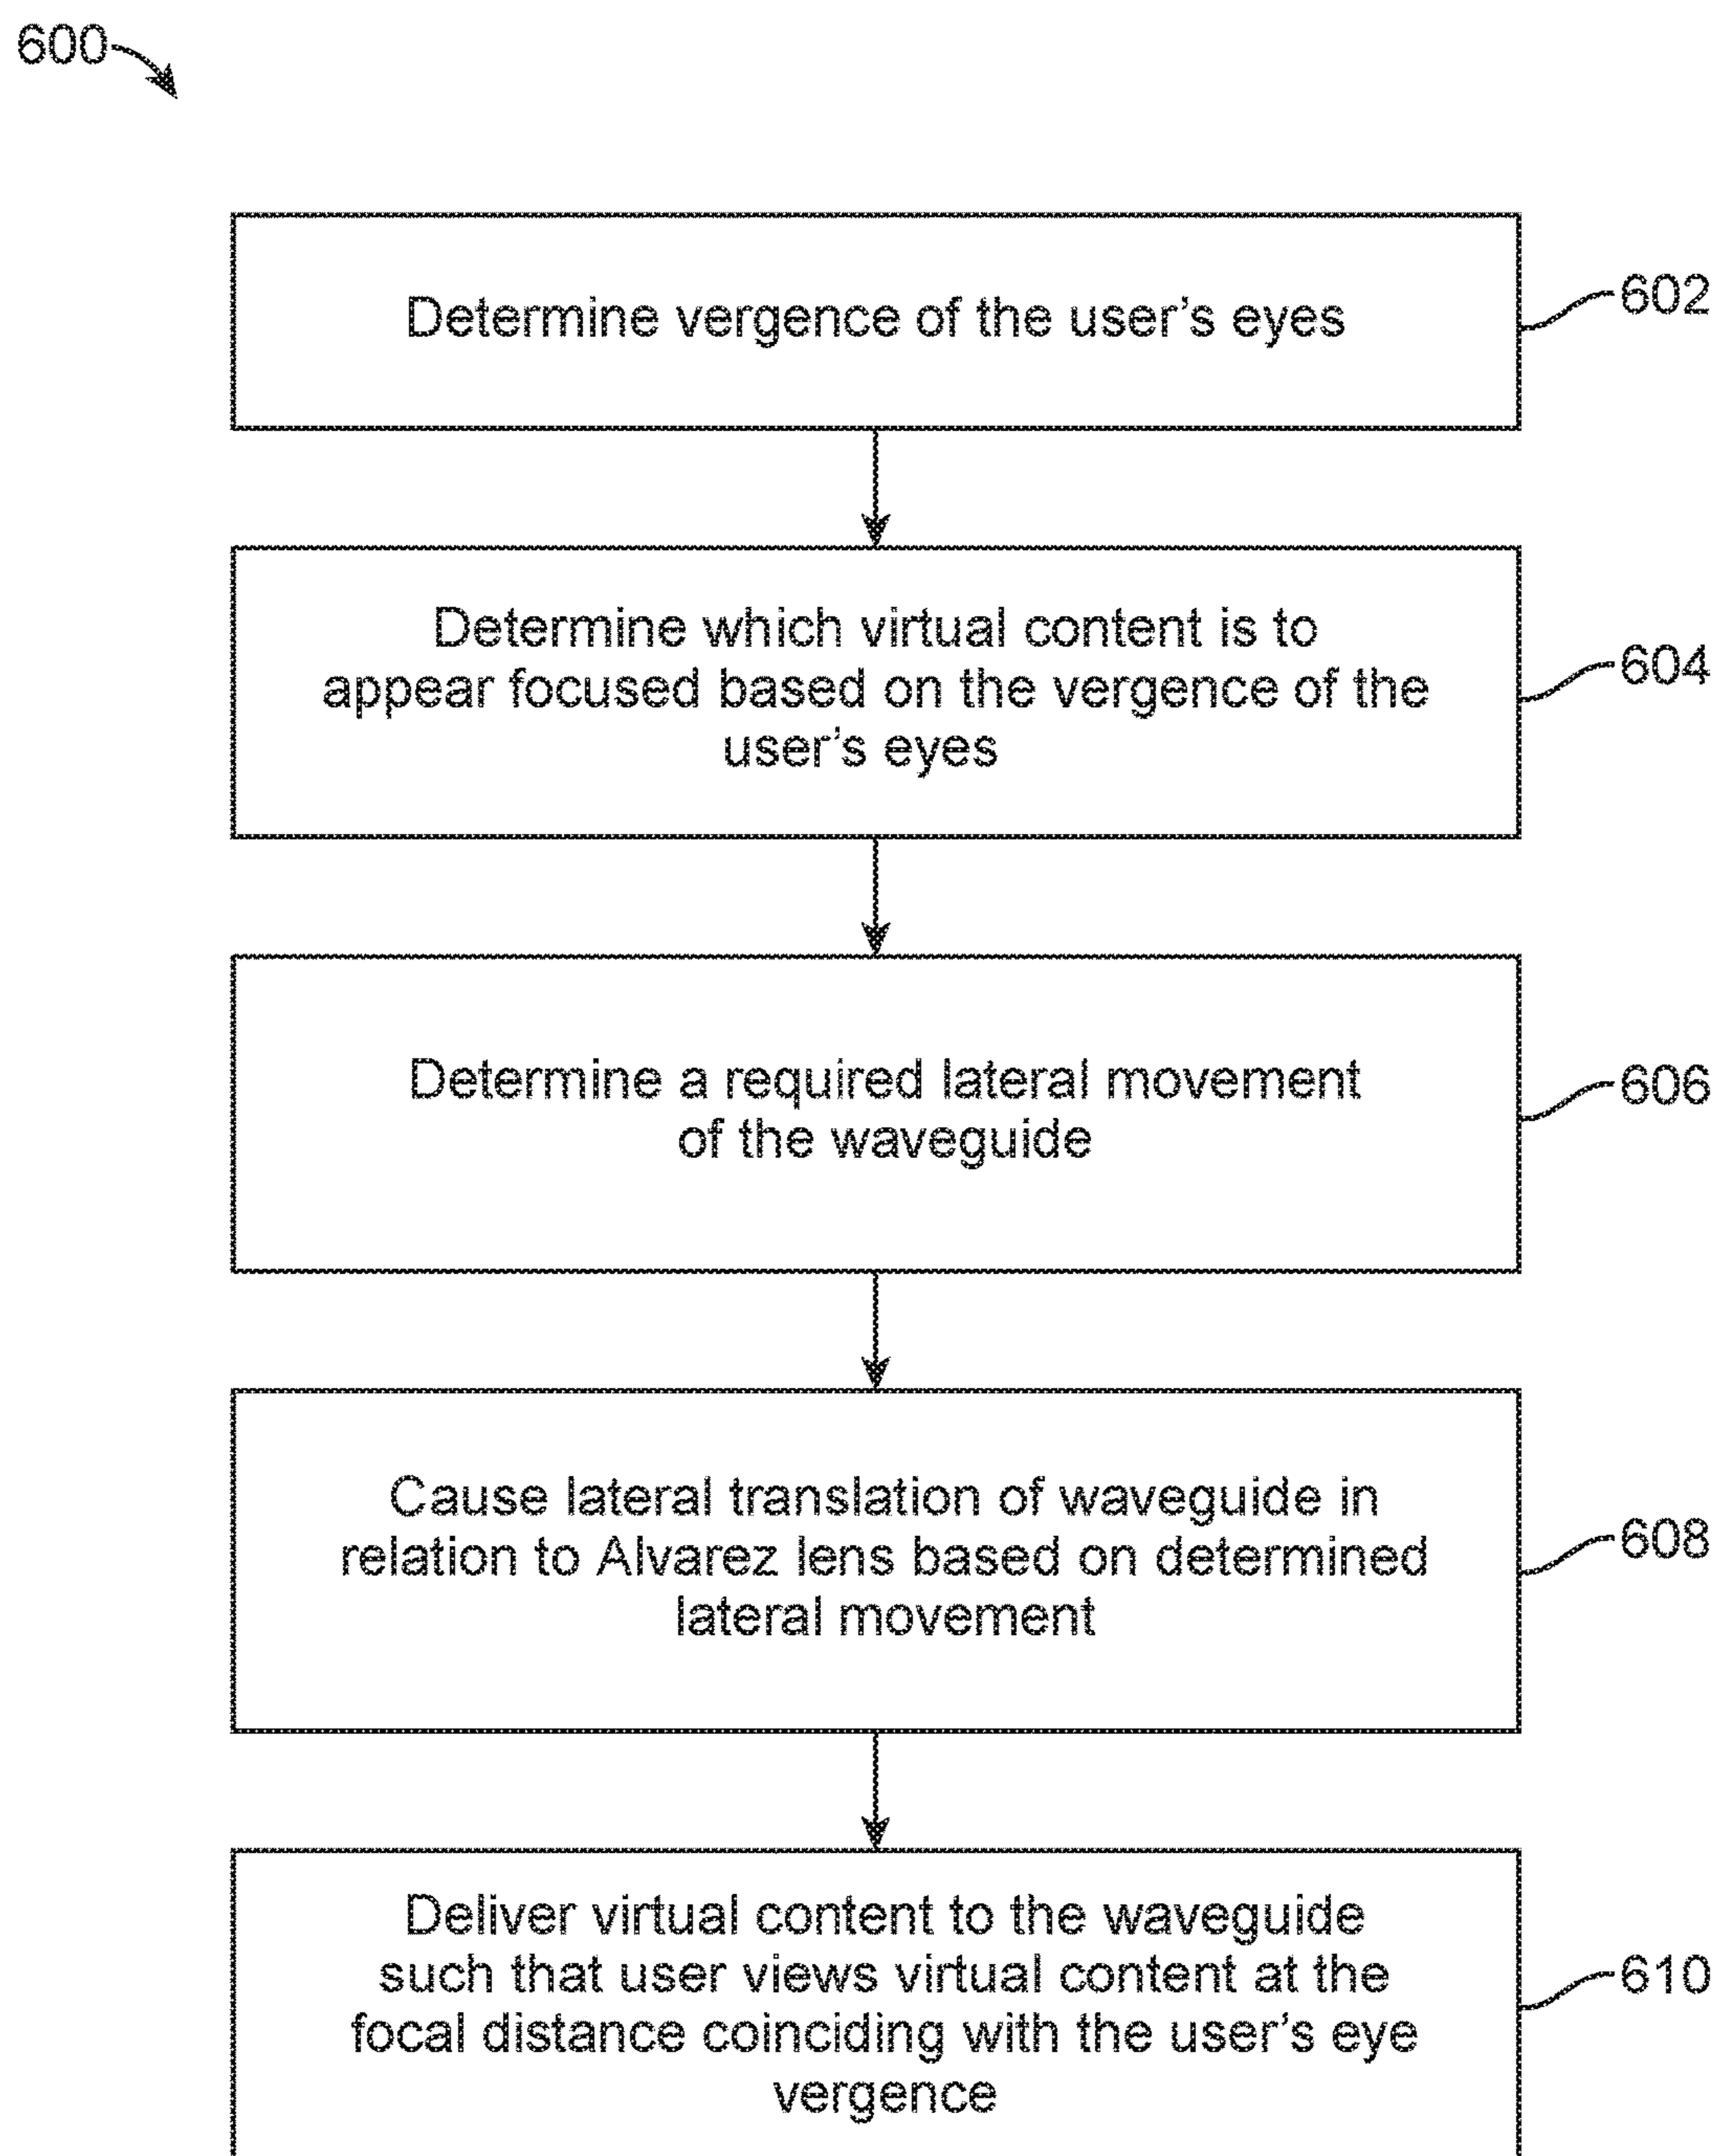 600
Determine vergence of the user's eyes
602
Determine which virtual content is to
appear focused based on the vergence of the
user's eyes
604
Determine a required lateral movement
of the waveguide
606
Cause lateral translation of waveguide in
relation to Alvarez lens based on determined
lateral movement
608
Deliver virtual content to the waveguide
such that user views virtual content at the
focal distance coinciding with the user's eye
vergence
610